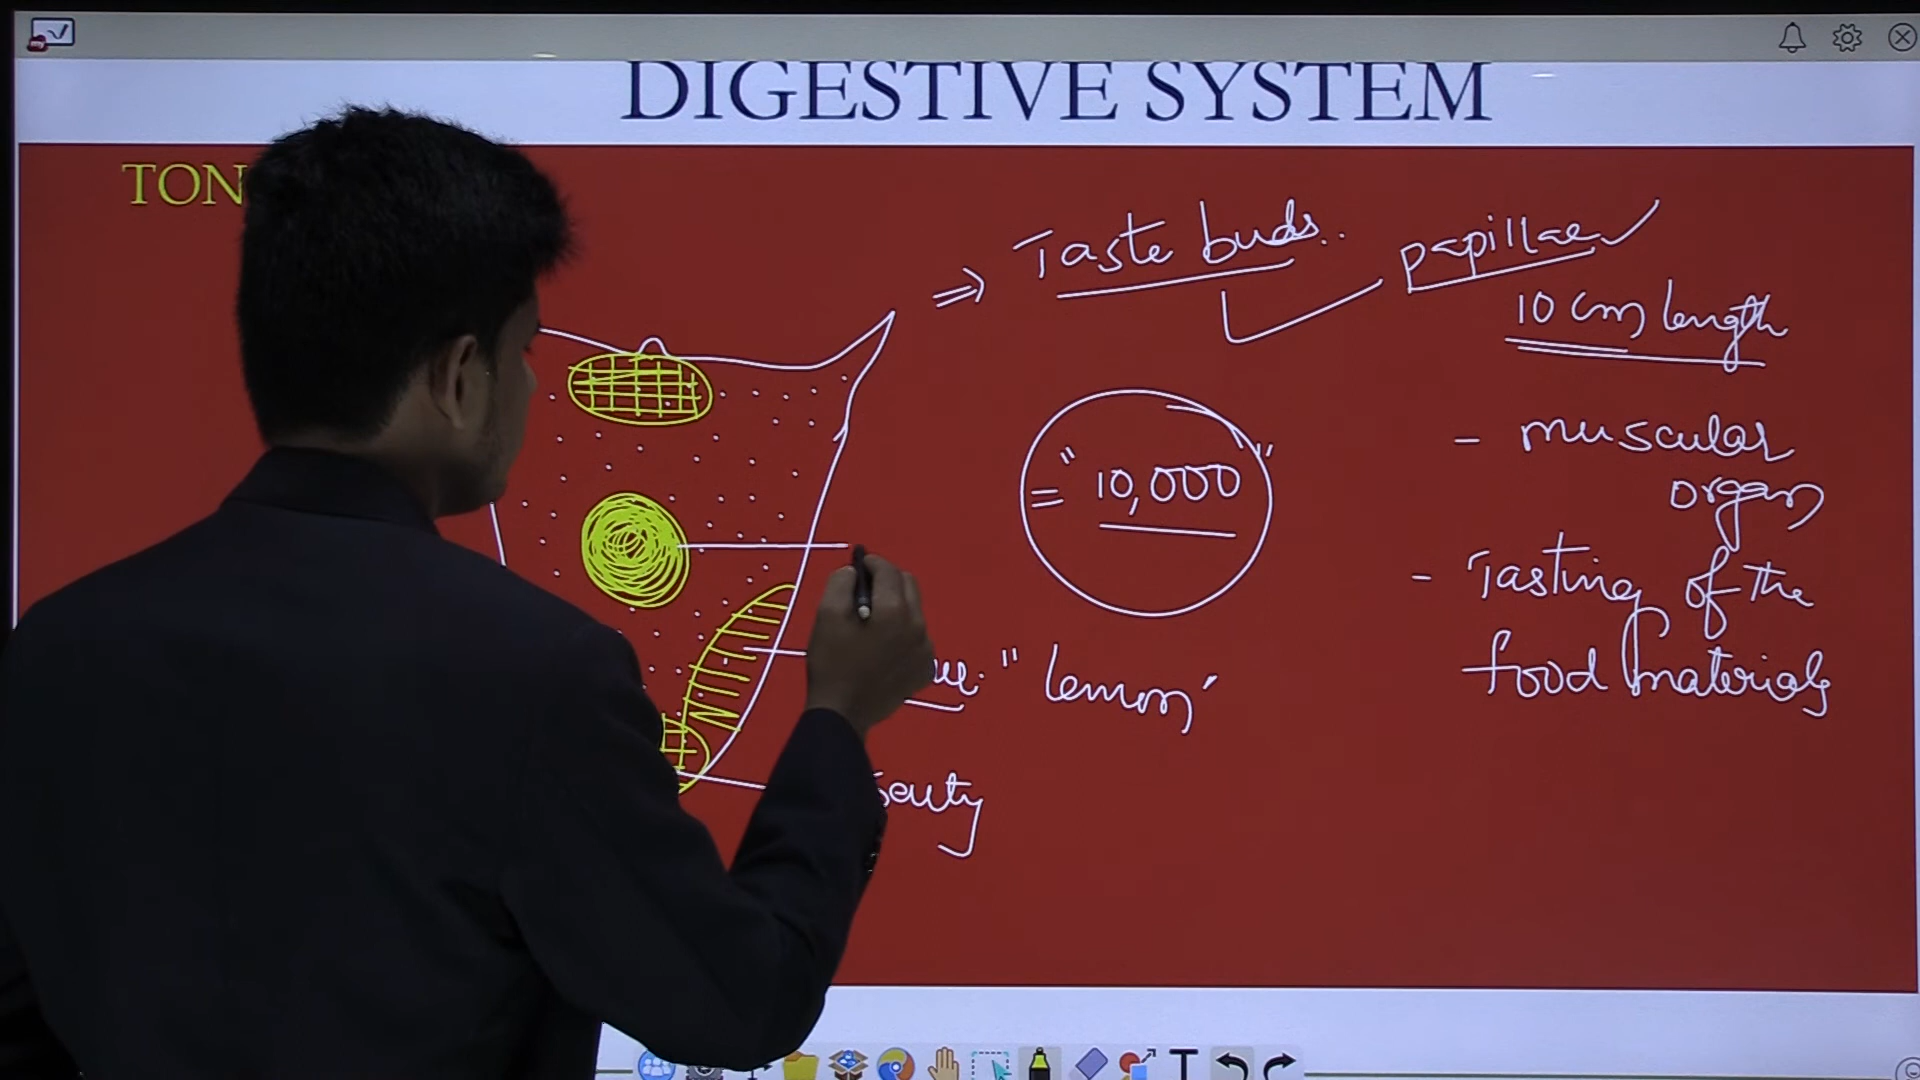 DIGESTIVE SYSTEM
TON
⇒ Taste buds..
papillae
10 cm length
= "10,000"
- muscular
organ
- Tasting of the
food materials
"lemon"
T